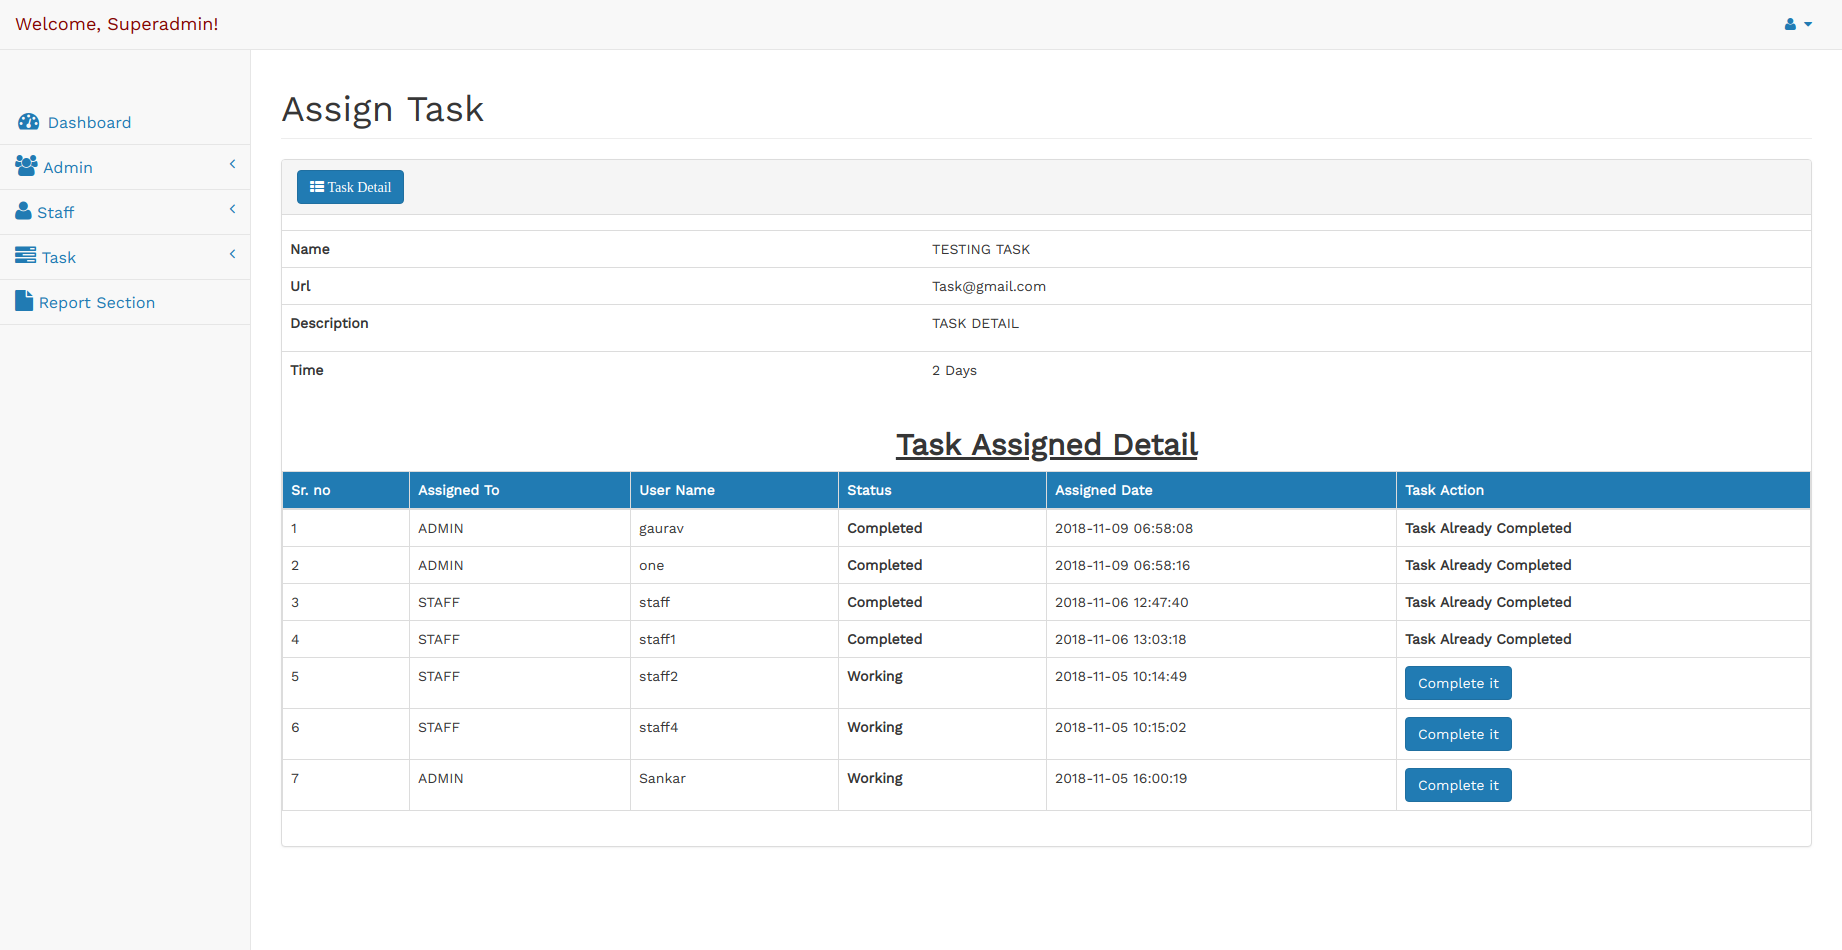 Welcome, Superadmin!
Dashboard
Admin
Staff
Task
Report Section
Assign Task
Task Detail
Name TESTING TASK
Url Task@gmail.com
Description TASK DETAIL
Time 2 Days
Task Assigned Detail
Sr. no Assigned To User Name Status Assigned Date Task Action
1 ADMIN gaurav Completed 2018-11-09 06:58:08 Task Already Completed
2 ADMIN one Completed 2018-11-09 06:58:16 Task Already Completed
3 STAFF staff Completed 2018-11-06 12:47:40 Task Already Completed
4 STAFF staff1 Completed 2018-11-06 13:03:18 Task Already Completed
5 STAFF staff2 Working 2018-11-05 10:14:49 Complete it
6 STAFF staff4 Working 2018-11-05 10:15:02 Complete it
7 ADMIN Sankar Working 2018-11-05 16:00:19 Complete it